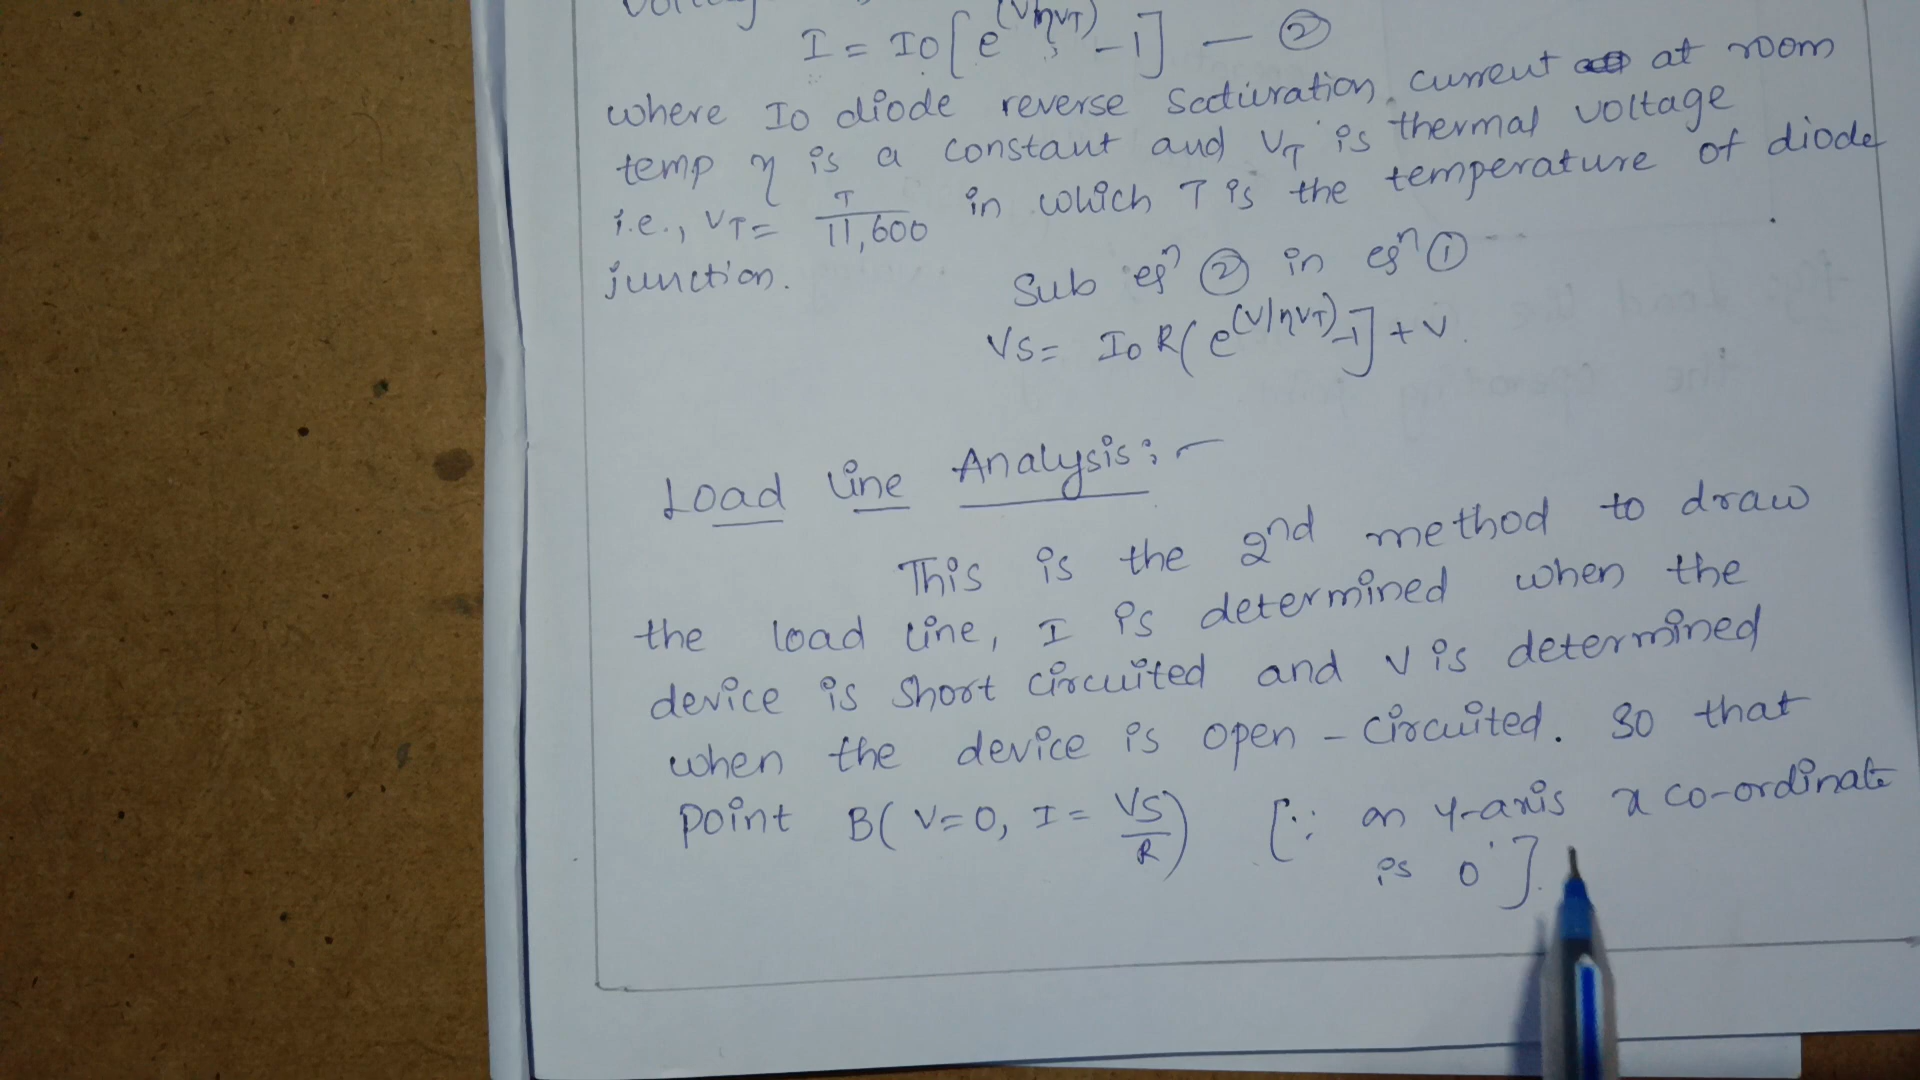 I = Io[e^(V/ηVT) -1] — ②
where Io diode reverse saturation current at room
temp η is a constant and VT is thermal voltage
i.e., VT = T/11,600 in which T is the temperature of diode
junction.
Sub eqⁿ ② in eqⁿ ①
VS = Io R(e^(V/ηVT) -1] + V.
Load line Analysis:-
This is the 2nd method to draw
the load line, I is determined when the
device is short circuited and V is determined
when the device is open - circuited. So that
point B( V=0, I = VS/R) [∵ on y-axis x co-ordinate
is 0].